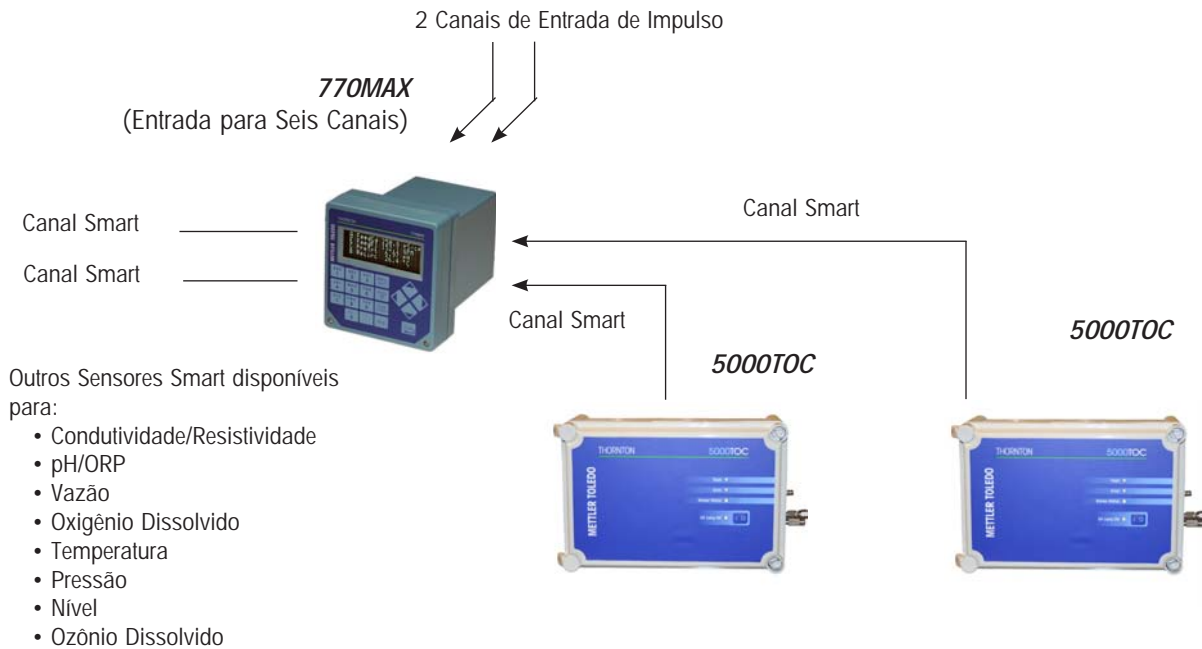 2 Canais de Entrada de Impulso
770MAX
(Entrada para Seis Canais)
Canal Smart
Canal Smart
Canal Smart
Canal Smart
5000TOC
5000TOC
Outros Sensores Smart disponíveis
para:
• Condutividade/Resistividade
• pH/ORP
• Vazão
• Oxigênio Dissolvido
• Temperatura
• Pressão
• Nível
• Ozônio Dissolvido
METTLER TOLEDO
THORNTON
5000TOC
METTLER TOLEDO
THORNTON
5000TOC
METTLER TOLEDO